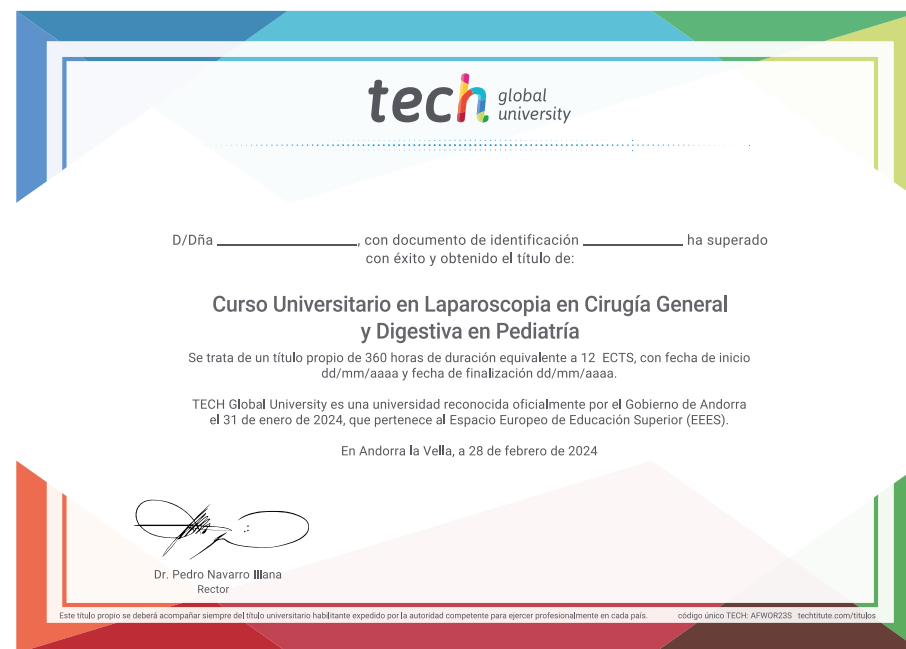 tech global university
D/Dña ____________________, con documento de identificación ______________ ha superado
con éxito y obtenido el título de:
Curso Universitario en Laparoscopia en Cirugía General
y Digestiva en Pediatría
Se trata de un título propio de 360 horas de duración equivalente a 12 ECTS, con fecha de inicio
dd/mm/aaaa y fecha de finalización dd/mm/aaaa.
TECH Global University es una universidad reconocida oficialmente por el Gobierno de Andorra
el 31 de enero de 2024, que pertenece al Espacio Europeo de Educación Superior (EEES).
En Andorra la Vella, a 28 de febrero de 2024
Dr. Pedro Navarro Illana
Rector
Este título propio se deberá acompañar siempre del título universitario habilitante expedido por la autoridad competente para ejercer profesionalmente en cada país. código único TECH: AFWOR23S techtitute.com/titulos